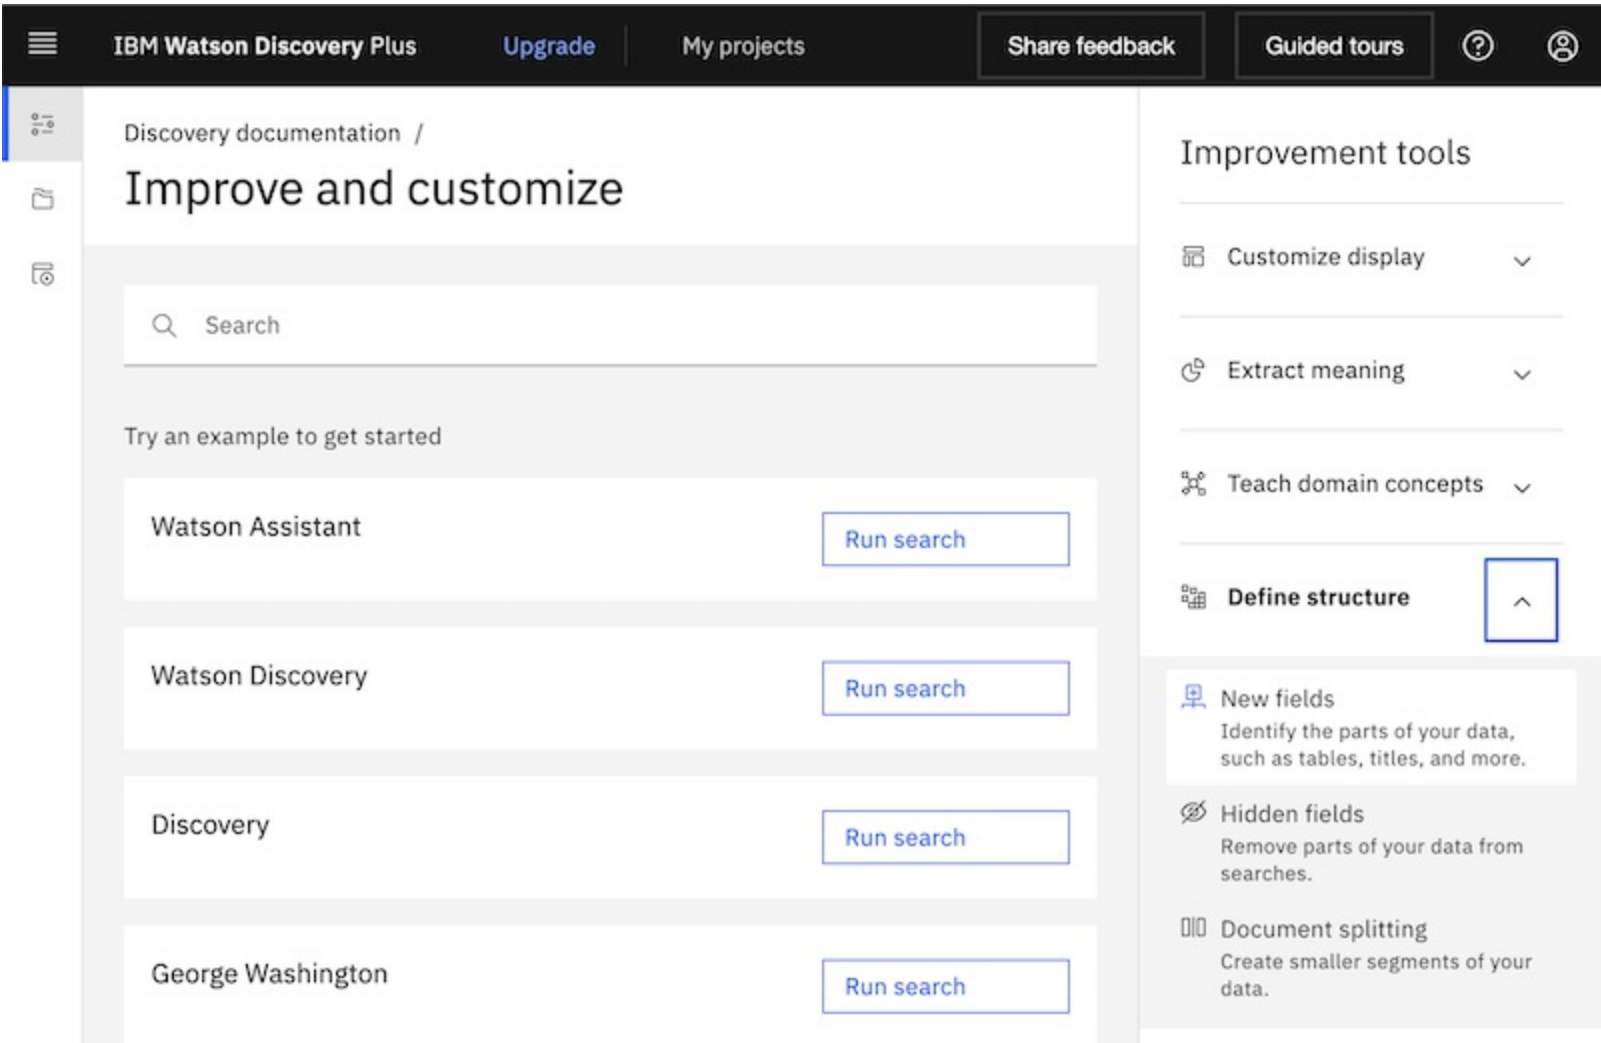 IBM Watson Discovery Plus
Upgrade
My projects
Share feedback
Guided tours
Discovery documentation /
Improve and customize
Search
Try an example to get started
Watson Assistant
Run search
Watson Discovery
Run search
Discovery
Run search
George Washington
Run search
Improvement tools
Customize display
Extract meaning
Teach domain concepts
Define structure
New fields
Identify the parts of your data,
such as tables, titles, and more.
Hidden fields
Remove parts of your data from
searches.
Document splitting
Create smaller segments of your
data.